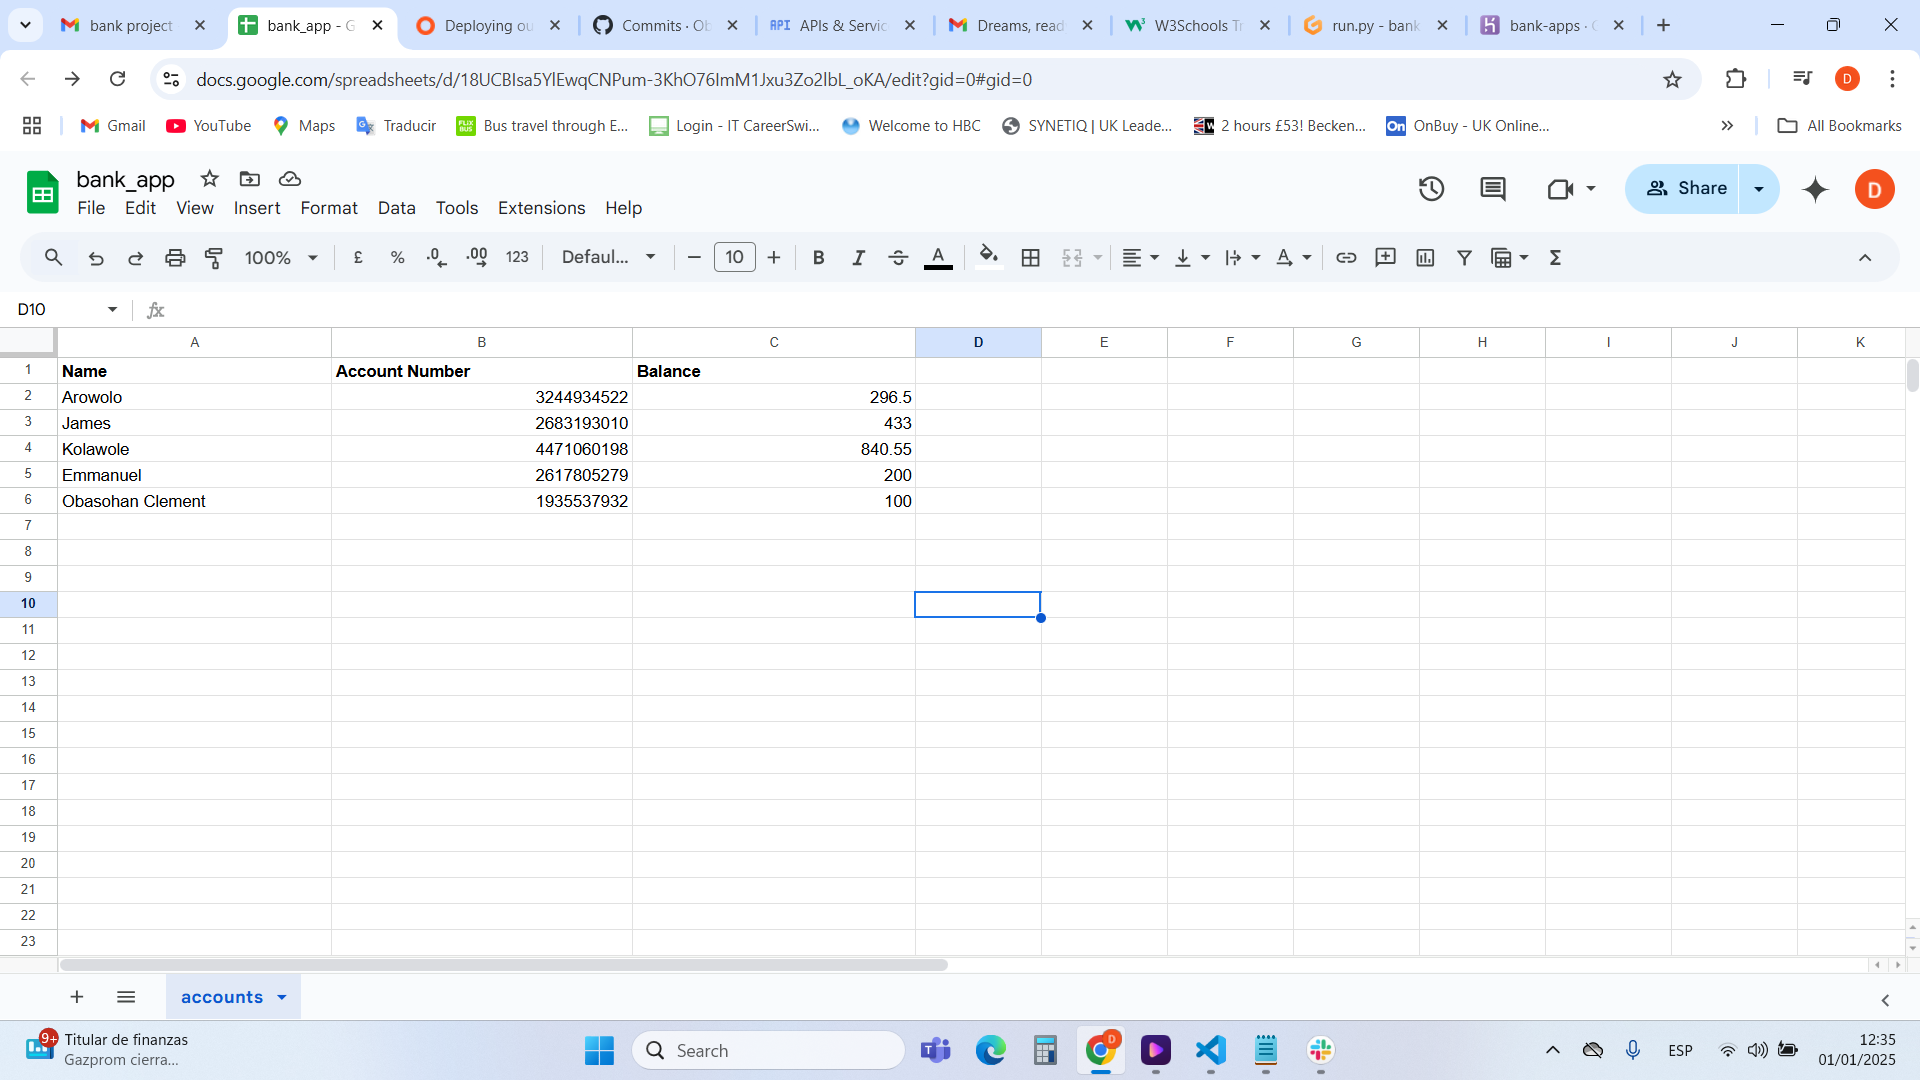 bank project
bank_app - G
Deploying ou
Commits · Ob
API APIs & Servic
Dreams, read
W3Schools Tr
run.py - bank
bank-apps ·
docs.google.com/spreadsheets/d/18UCBIsa5YlEwqCNPum-3KhO76ImM1Jxu3Zo2lbL_oKA/edit?gid=0#gid=0
D
Gmail
YouTube
Maps
Traducir
FLiX BUS
Bus travel through E...
Login - IT CareerSwi...
Welcome to HBC
SYNETIQ | UK Leade...
2 hours £53! Becken...
On OnBuy - UK Online...
All Bookmarks
bank_app
File Edit View Insert Format Data Tools Extensions Help
Share
D
100%
£ % .0 .00 123
Defaul...
10
B I A
D10
fx
A B C D E F G H I J K
1 Name Account Number Balance
2 Arowolo 3244934522 296.5
3 James 2683193010 433
4 Kolawole 4471060198 840.55
5 Emmanuel 2617805279 200
6 Obasohan Clement 1935537932 100
7
8
9
10
11
12
13
14
15
16
17
18
19
20
21
22
23
accounts
9+
Titular de finanzas
Gazprom cierra...
Search
D
ESP
12:35
01/01/2025